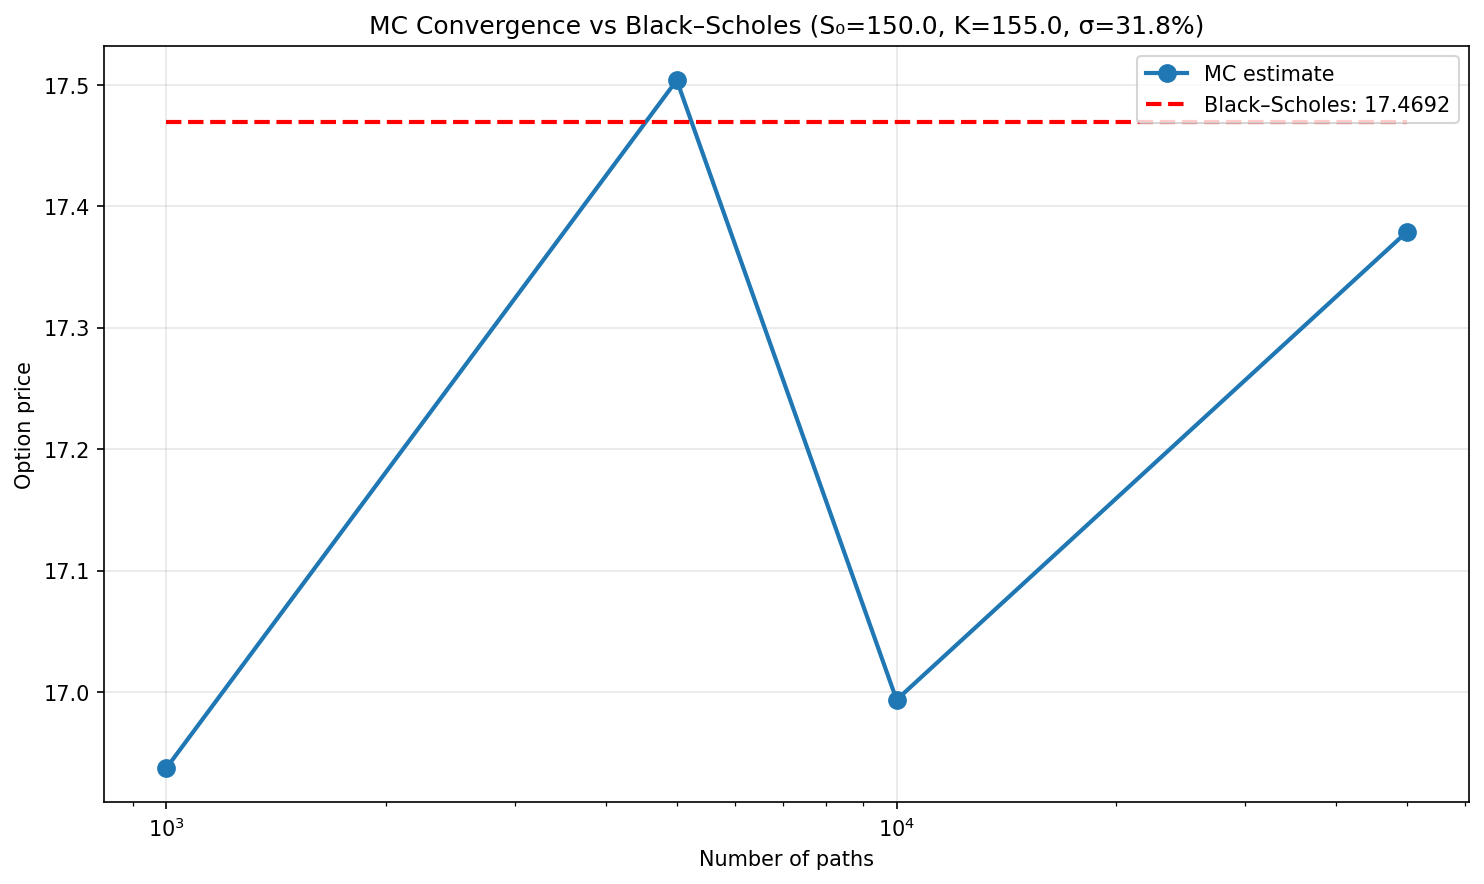 MC Convergence vs Black–Scholes (S₀=150.0, K=155.0, σ=31.8%)
MC estimate
Black–Scholes: 17.4692
17.5
17.4
17.3
17.2
17.1
17.0
Option price
10³
10⁴
Number of paths